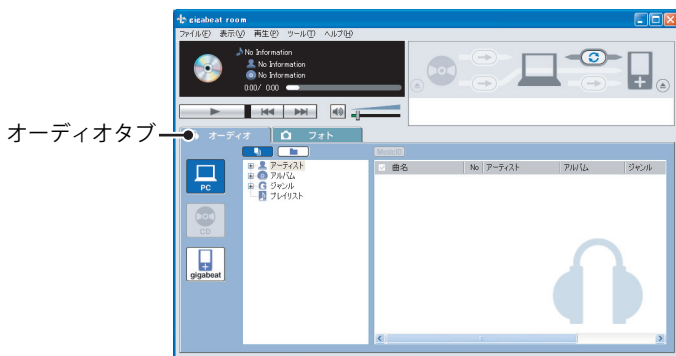 gigabeat room
ファイル(F) 表示(V) 再生(P) ツール(T) ヘルプ(H)
No Information
No Information
No Information
0:00/ 0:00
オーディオタブ
オーディオ フォト
MusicID
PC
CD
gigabeat
アーティスト
アルバム
ジャンル
プレイリスト
曲名 No アーティスト アルバム ジャンル